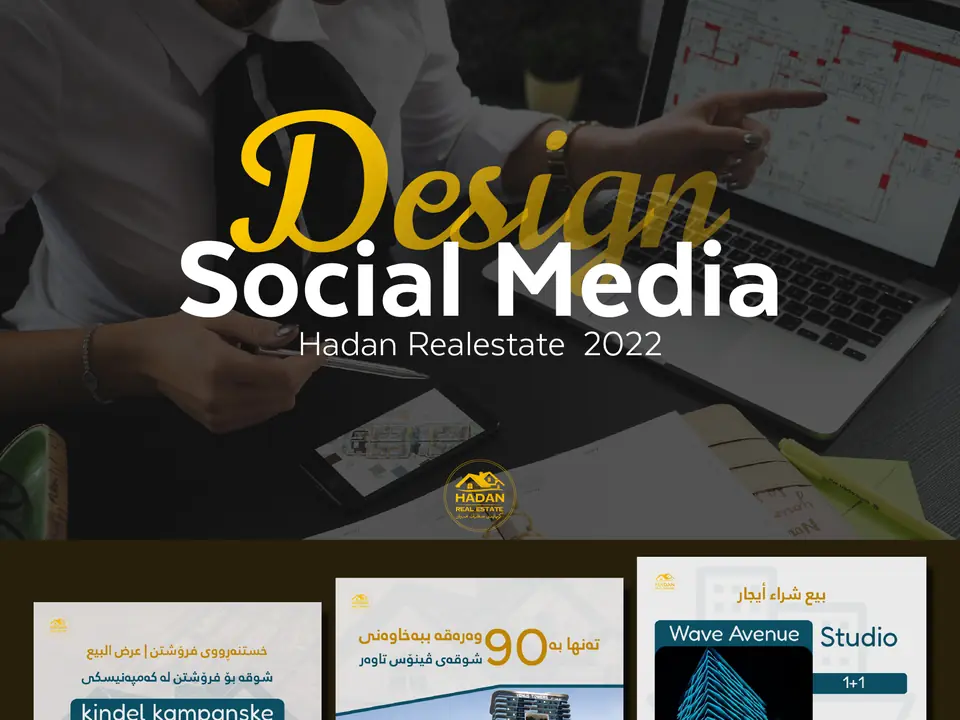 Design
Social Media
Hadan Realestate 2022
HADAN
REAL ESTATE
خستنەڕووی فرۆشتن | عرض البيع
شوقە بۆ فرۆشتن لە کەمپەنیسکی
kindel kampanske
تەنها بە 90 وەرەقە ببەخاوەنی
شوقەی ڤینۆس تاوەر
بيع شراء أيجار
Wave Avenue
Studio
1+1